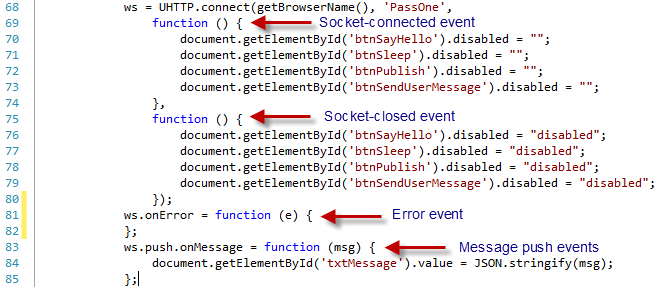 68 ws = UHTTP.connect(getBrowserName(), 'PassOne',
69 function () { Socket-connected event
70 document.getElementById('btnSayHello').disabled = "";
71 document.getElementById('btnSleep').disabled = "";
72 document.getElementById('btnPublish').disabled = "";
73 document.getElementById('btnSendUserMessage').disabled = "";
74 },
75 function () { Socket-closed event
76 document.getElementById('btnSayHello').disabled = "disabled";
77 document.getElementById('btnSleep').disabled = "disabled";
78 document.getElementById('btnPublish').disabled = "disabled";
79 document.getElementById('btnSendUserMessage').disabled = "disabled";
80 });
81 ws.onError = function (e) { Error event
82 };
83 ws.push.onMessage = function (msg) { Message push events
84 document.getElementById('txtMessage').value = JSON.stringify(msg);
85 };